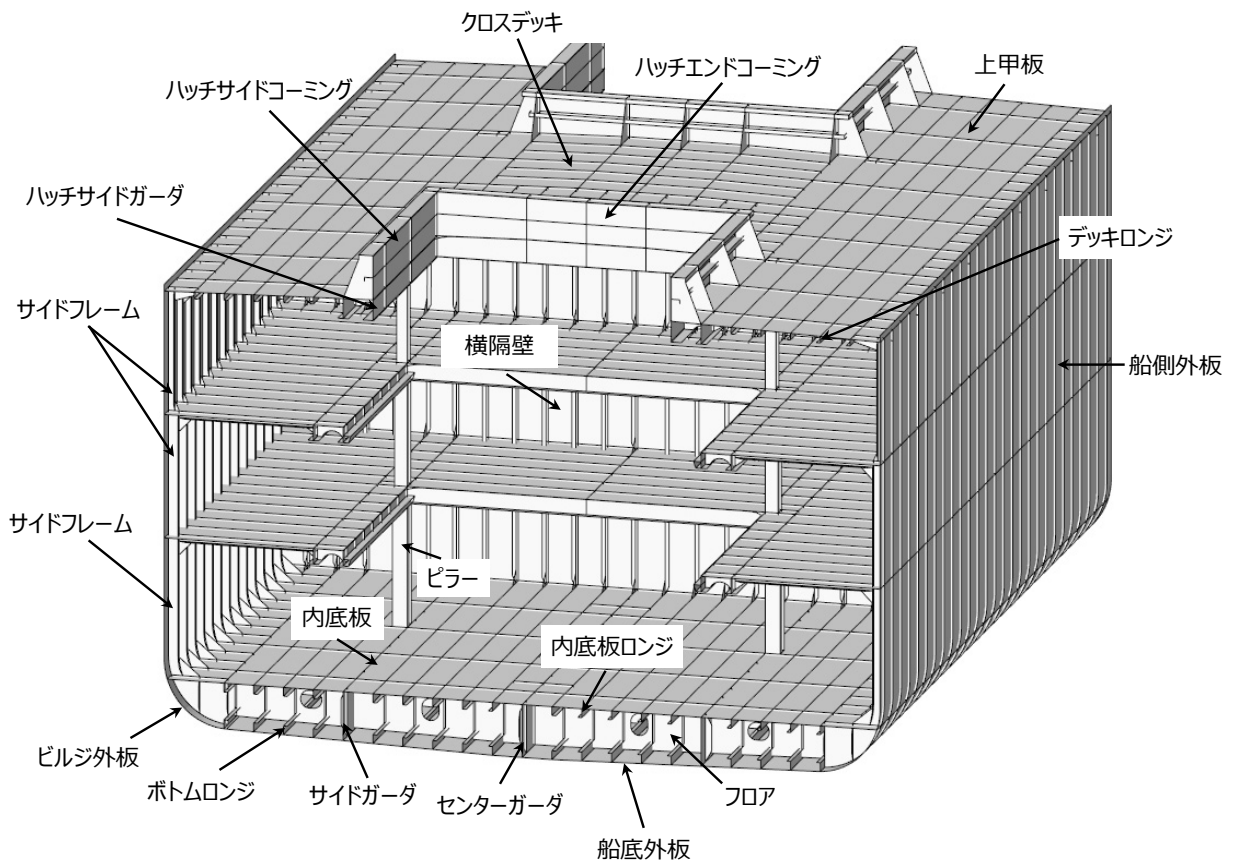 クロスデッキ
ハッチエンドコーミング
上甲板
ハッチサイドコーミング
ハッチサイドガーダ
デッキロンジ
サイドフレーム
横隔壁
船側外板
サイドフレーム
ピラー
内底板
内底板ロンジ
ビルジ外板
ボトムロンジ
サイドガーダ
センターガーダ
フロア
船底外板